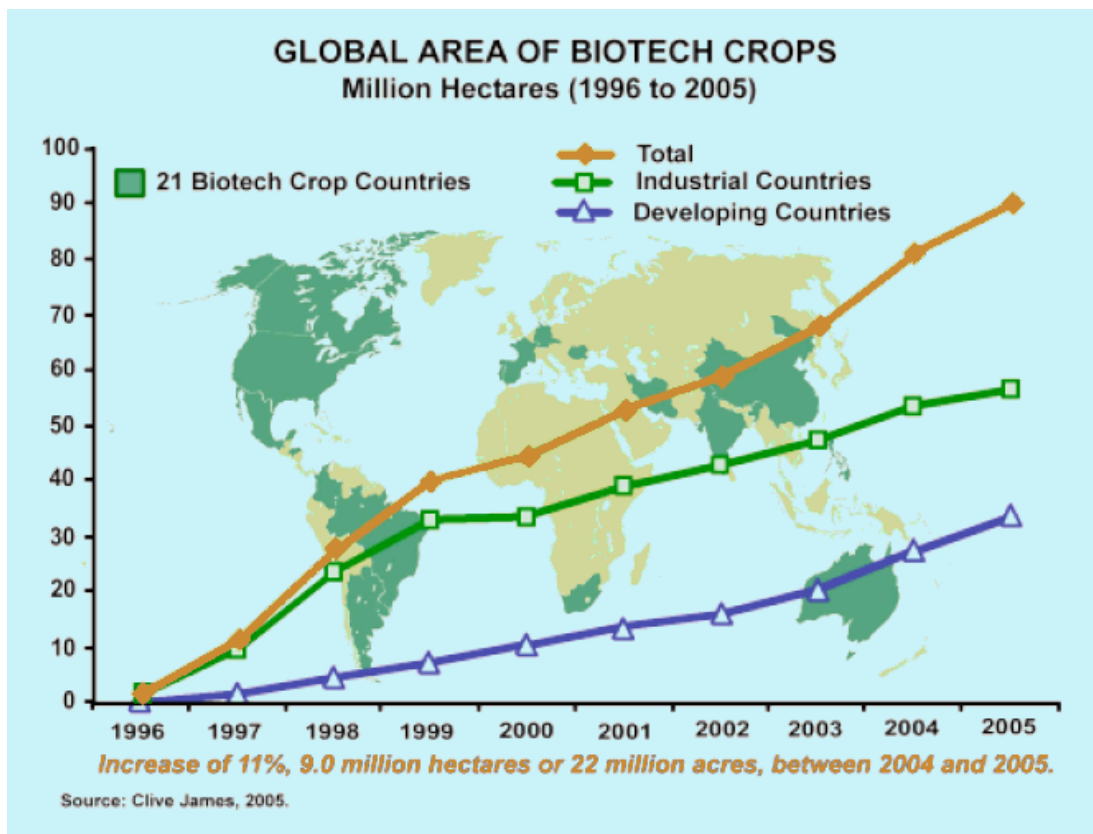 GLOBAL AREA OF BIOTECH CROPS
Million Hectares (1996 to 2005)
100
90
80
70
60
50
40
30
20
10
0
21 Biotech Crop Countries
Total
Industrial Countries
Developing Countries
1996 1997 1998 1999 2000 2001 2002 2003 2004 2005
Increase of 11%, 9.0 million hectares or 22 million acres, between 2004 and 2005.
Source: Clive James, 2005.